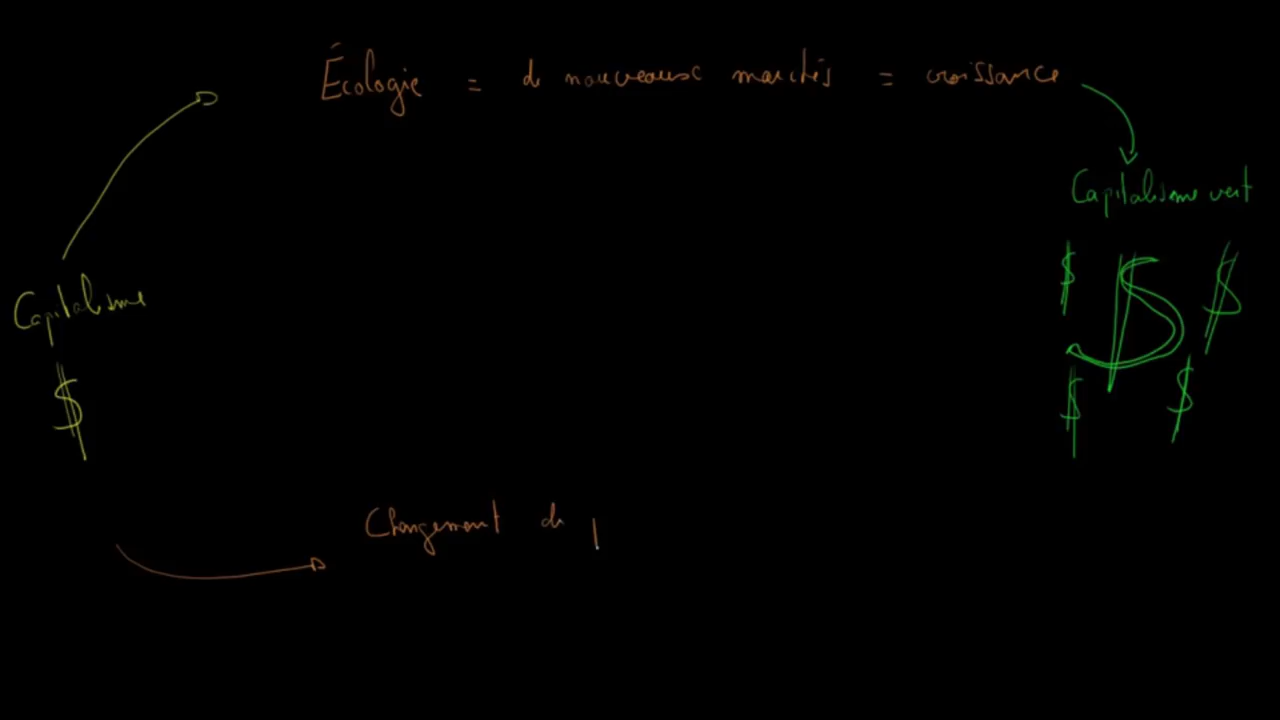 Écologie = de nouveaux marchés = croissance
Capitalisme vert
$ $ $
$ $
Capitalisme
$
Changement de